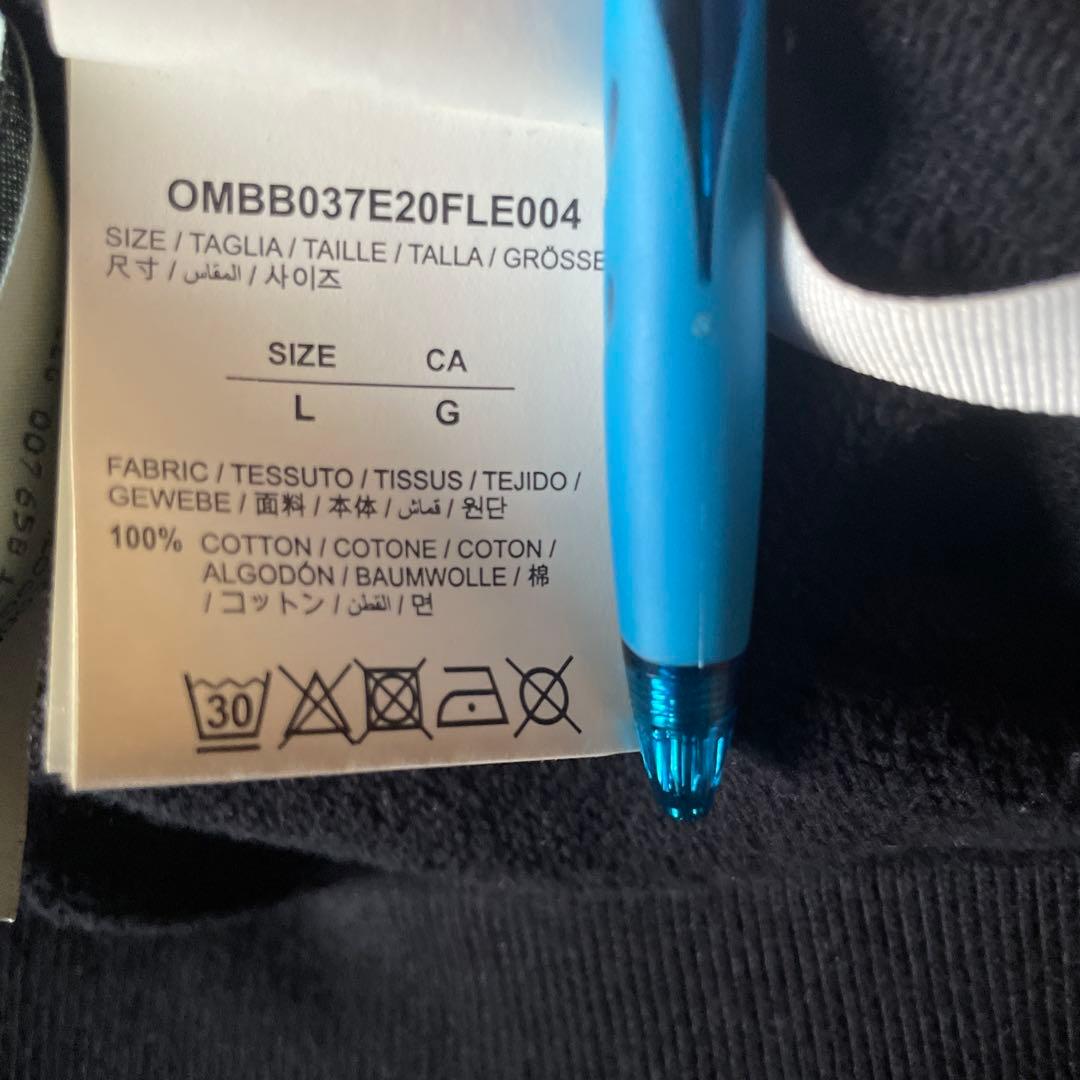 OMBB037E20FLE004
SIZE / TAGLIA / TAILLE / TALLA / GRÖSSE
尺寸 / المقاس / 사이즈
SIZE CA
L G
FABRIC / TESSUTO / TISSUS / TEJIDO /
GEWEBE / 面料 / 本体 / قماش / 원단
100% COTTON / COTONE / COTON /
ALGODÓN / BAUMWOLLE / 棉
/ コットン / القطن / 면
30